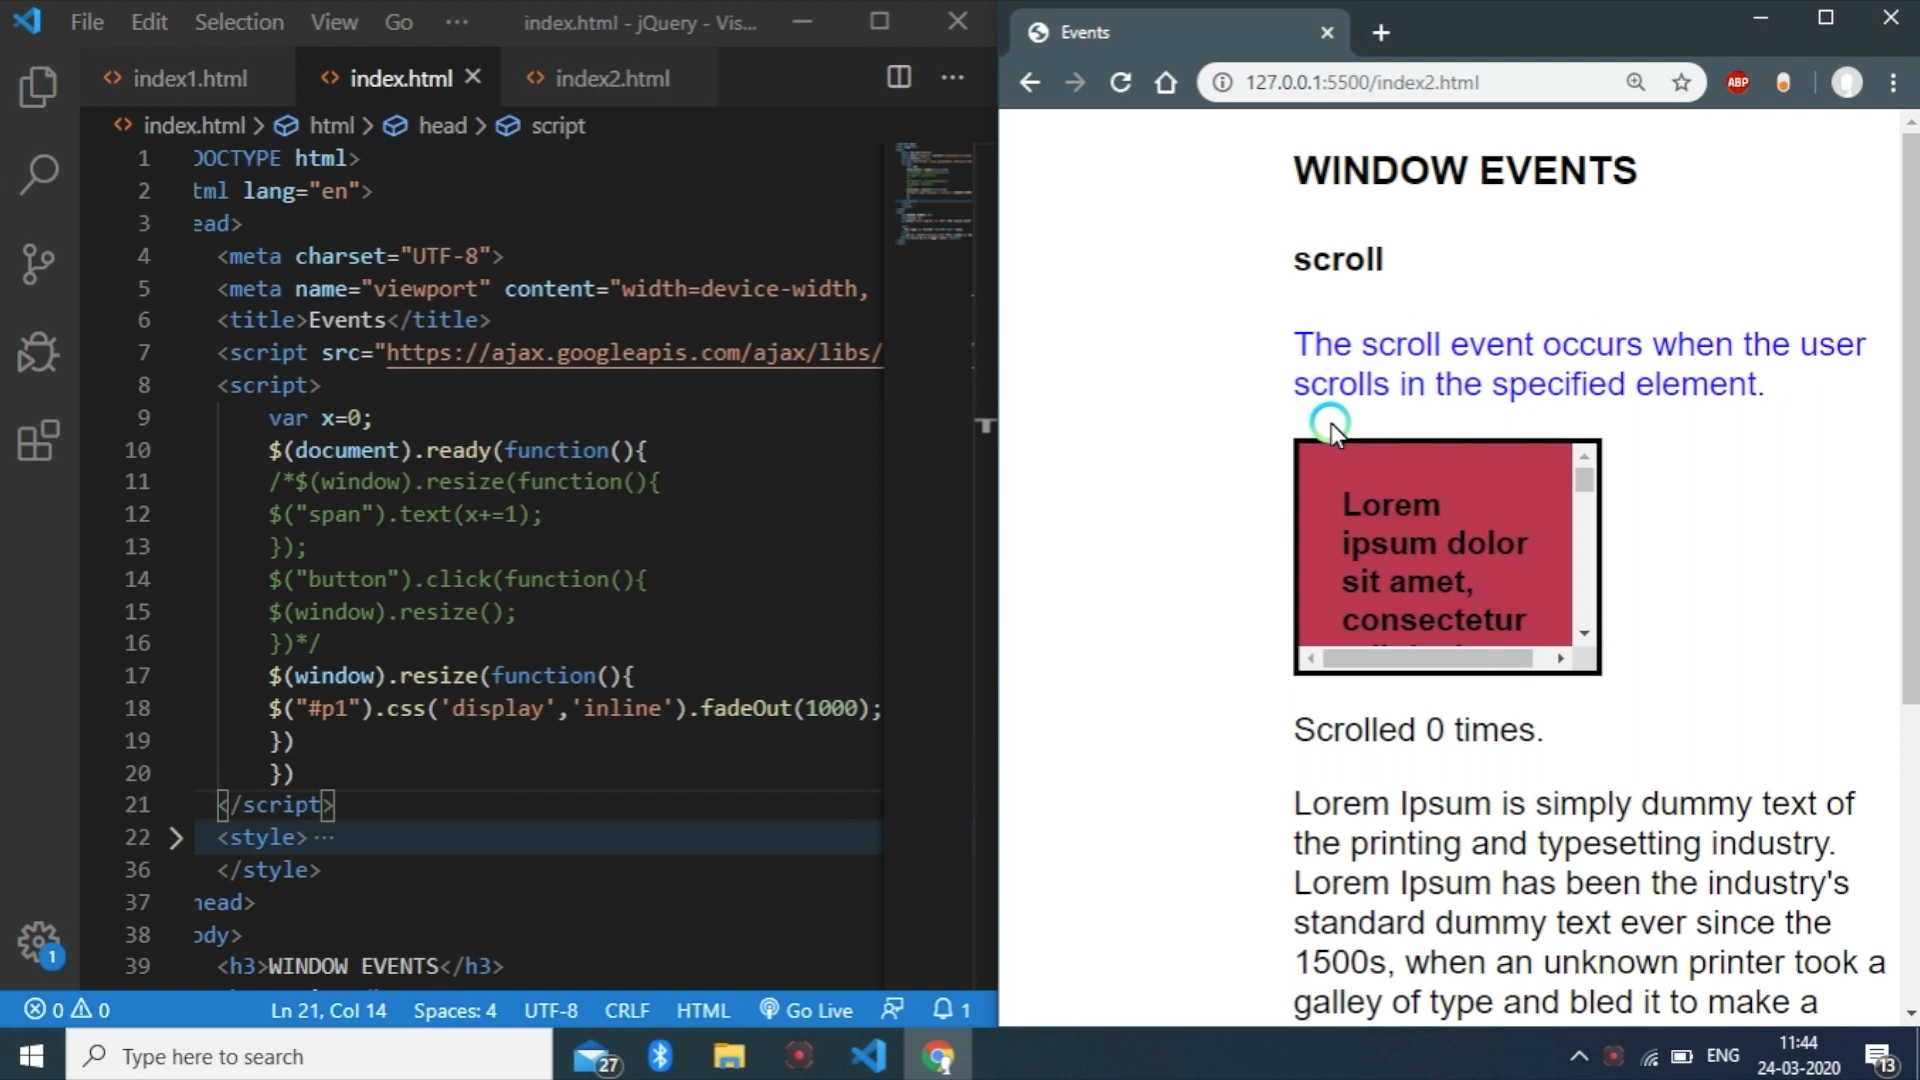 File Edit Selection View Go ··· index.html - jQuery - Vis...
index1.html index.html index2.html
index.html > html > head > script
1 DOCTYPE html>
2 tml lang="en">
3 ead>
4 <meta charset="UTF-8">
5 <meta name="viewport" content="width=device-width,
6 <title>Events</title>
7 <script src="https://ajax.googleapis.com/ajax/libs/
8 <script>
9 var x=0;
10 $(document).ready(function(){
11 /*$(window).resize(function(){
12 $("span").text(x+=1);
13 });
14 $("button").click(function(){
15 $(window).resize();
16 })*/
17 $(window).resize(function(){
18 $("#p1").css('display','inline').fadeOut(1000);
19 })
20 })
21 </script>
22 <style>···
36 </style>
37 head>
38 ody>
39 <h3>WINDOW EVENTS</h3>
1
0 0 Ln 21, Col 14 Spaces: 4 UTF-8 CRLF HTML Go Live 1
Events
127.0.0.1:5500/index2.html ABP
WINDOW EVENTS
scroll
The scroll event occurs when the user
scrolls in the specified element.
Lorem
ipsum dolor
sit amet,
consectetur
Scrolled 0 times.
Lorem Ipsum is simply dummy text of
the printing and typesetting industry.
Lorem Ipsum has been the industry's
standard dummy text ever since the
1500s, when an unknown printer took a
galley of type and bled it to make a
Type here to search 27 ENG 11:44
24-03-2020 13